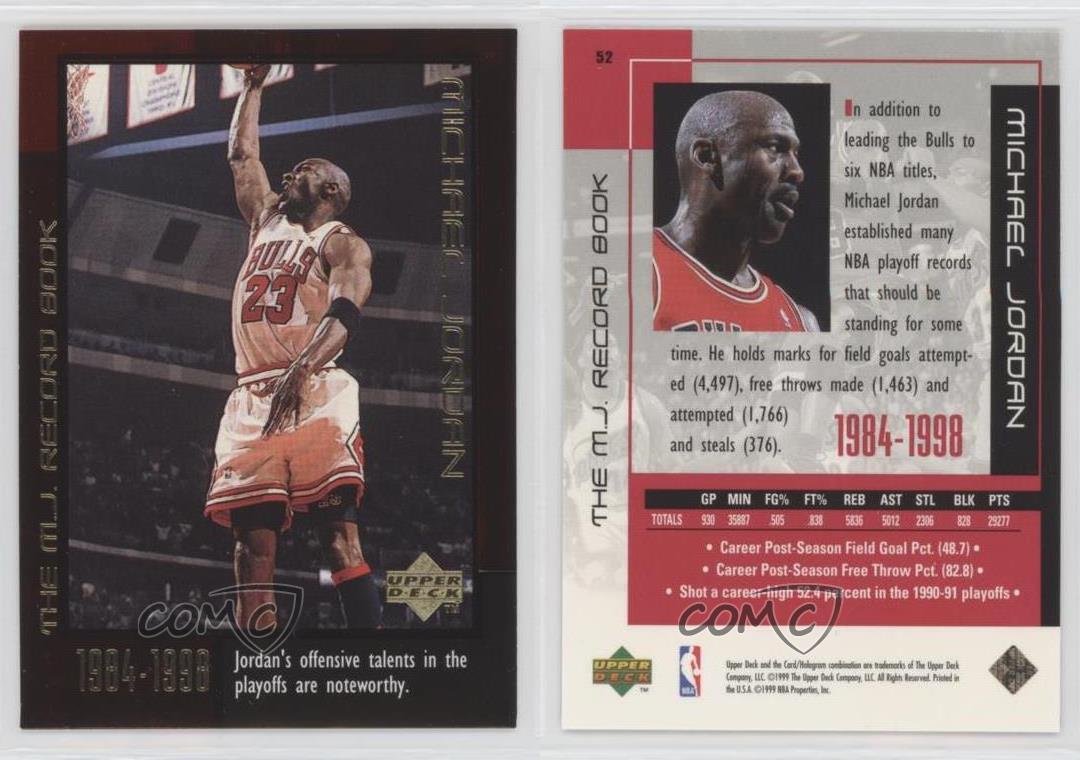 THE M.J. RECORD BOOK
MICHAEL JORDAN
BULLS
23
UPPER
DECK
TM
1984-1998
Jordan's offensive talents in the
playoffs are noteworthy.
COMC
52
THE M.J. RECORD BOOK
MICHAEL JORDAN
In addition to
leading the Bulls to
six NBA titles,
Michael Jordan
established many
NBA playoff records
that should be
standing for some
time. He holds marks for field goals attempt-
ed (4,497), free throws made (1,463) and
attempted (1,766)
and steals (376).
1984-1998
GP MIN FG% FT% REB AST STL BLK PTS
TOTALS 930 35887 .505 .838 5836 5012 2306 828 29277
• Career Post-Season Field Goal Pct. (48.7) •
• Career Post-Season Free Throw Pct. (82.8) •
• Shot a career-high 52.4 percent in the 1990-91 playoffs •
COMC
UPPER
DECK
TM
NBA
Upper Deck and the Card/Hologram combination are trademarks of The Upper Deck
Company, LLC. ©1999 The Upper Deck Company, LLC. All Rights Reserved. Printed in
the U.S.A. ©1999 NBA Properties, Inc.